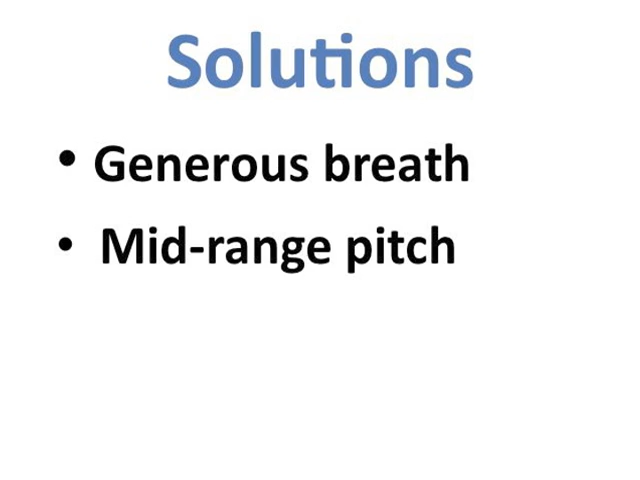 Solutions
• Generous breath
• Mid-range pitch